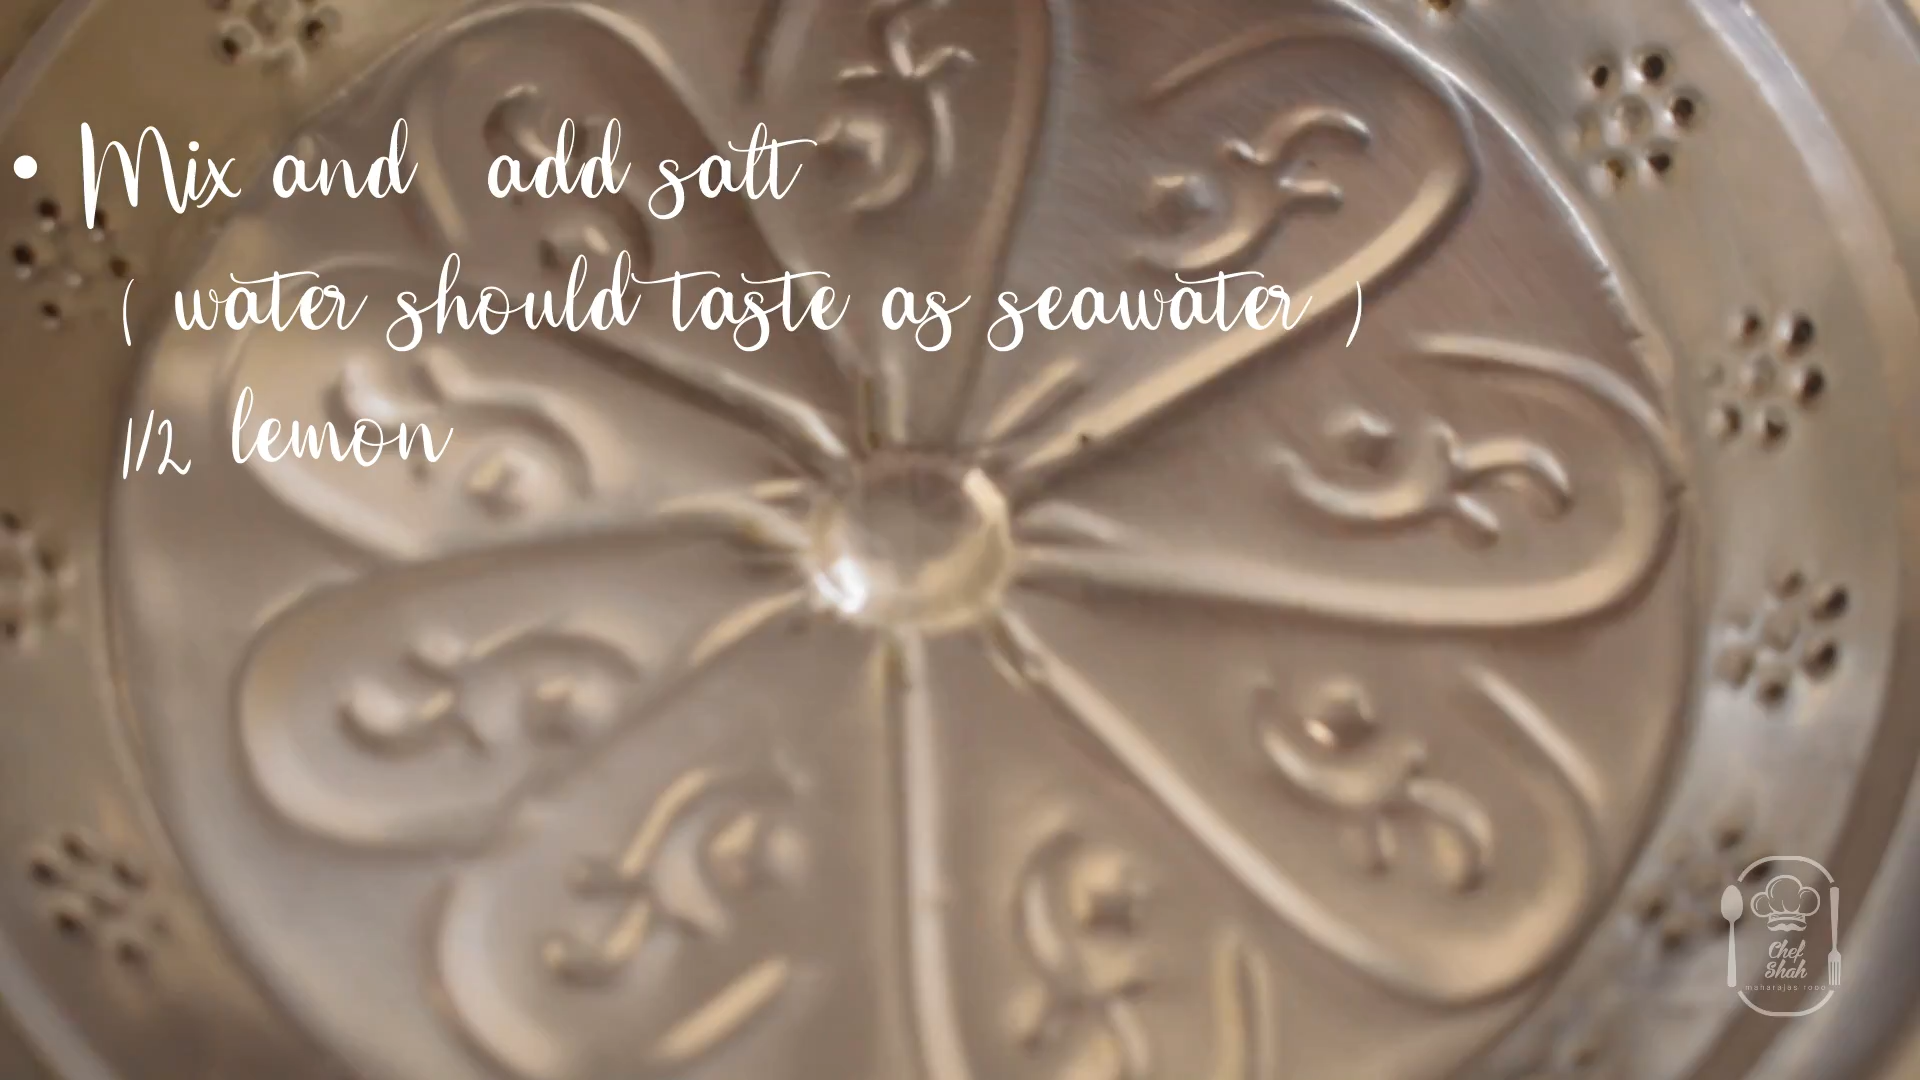 • Mix and add salt
( water should taste as seawater )
1/2 lemon
Chef
Shah